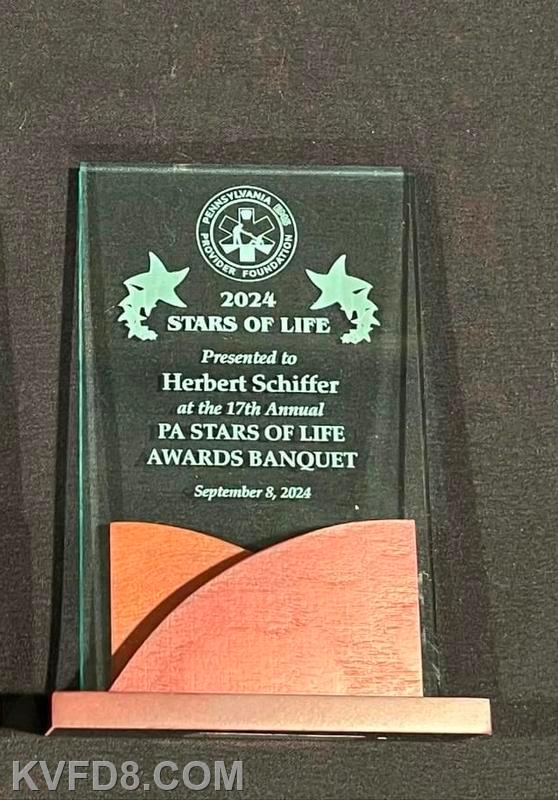 PENNSYLVANIA EMS
PROVIDER FOUNDATION
2024
STARS OF LIFE
Presented to
Herbert Schiffer
at the 17th Annual
PA STARS OF LIFE
AWARDS BANQUET
September 8, 2024
KVFD8.COM